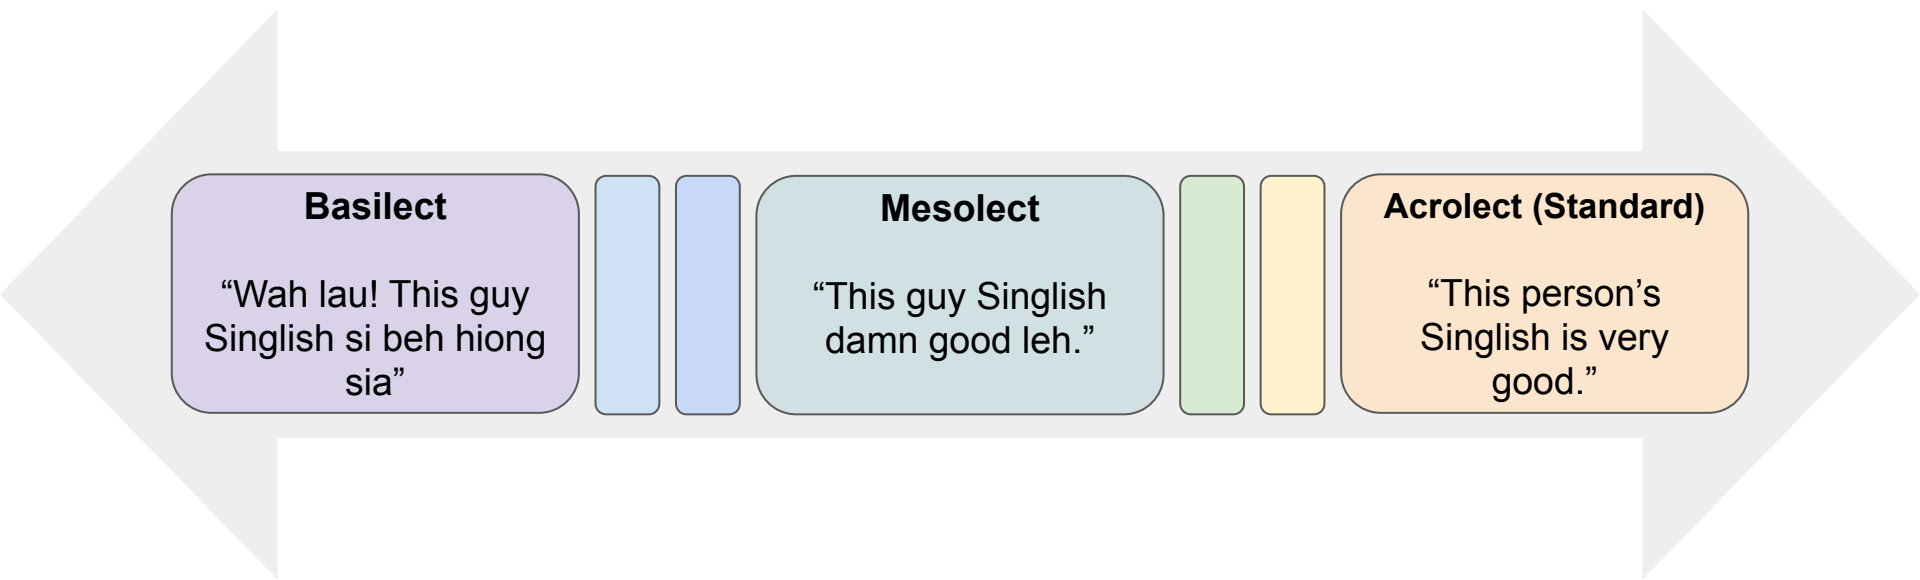 Basilect
“Wah lau! This guy
Singlish si beh hiong
sia”
Mesolect
“This guy Singlish
damn good leh.”
Acrolect (Standard)
“This person’s
Singlish is very
good.”